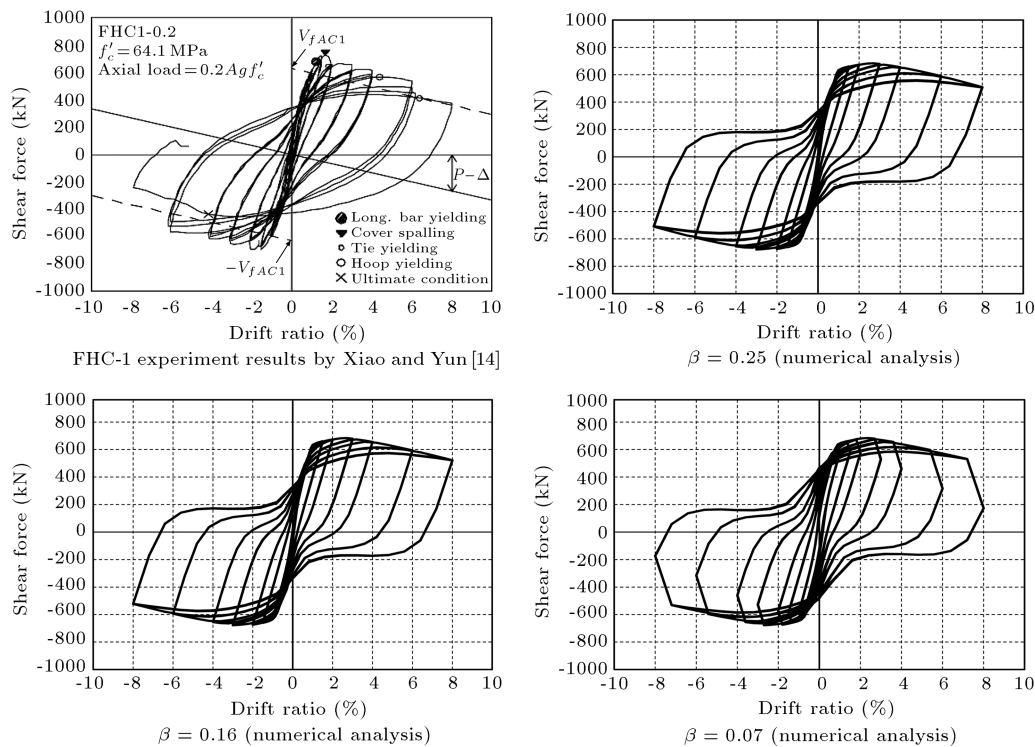 1000
800
600
400
200
0
-200
-400
-600
-800
-1000
Shear force (kN)
FHC1-0.2
f′c = 64.1 MPa
Axial load = 0.2Agf′c
VfAC1
P−Δ
−VfAC1
Long. bar yielding
Cover spalling
Tie yielding
Hoop yielding
Ultimate condition
-10 -8 -6 -4 -2 0 2 4 6 8 10
Drift ratio (%)
FHC-1 experiment results by Xiao and Yun [14]
1000
800
600
400
200
0
-200
-400
-600
-800
-1000
Shear force (kN)
-10 -8 -6 -4 -2 0 2 4 6 8 10
Drift ratio (%)
β = 0.25 (numerical analysis)
1000
800
600
400
200
0
-200
-400
-600
-800
-1000
Shear force (kN)
-10 -8 -6 -4 -2 0 2 4 6 8 10
Drift ratio (%)
β = 0.16 (numerical analysis)
1000
800
600
400
200
0
-200
-400
600
800
1000
Shear force (kN)
-10 -8 -6 -4 -2 0 2 4 6 8 10
Drift ratio (%)
β = 0.07 (numerical analysis)